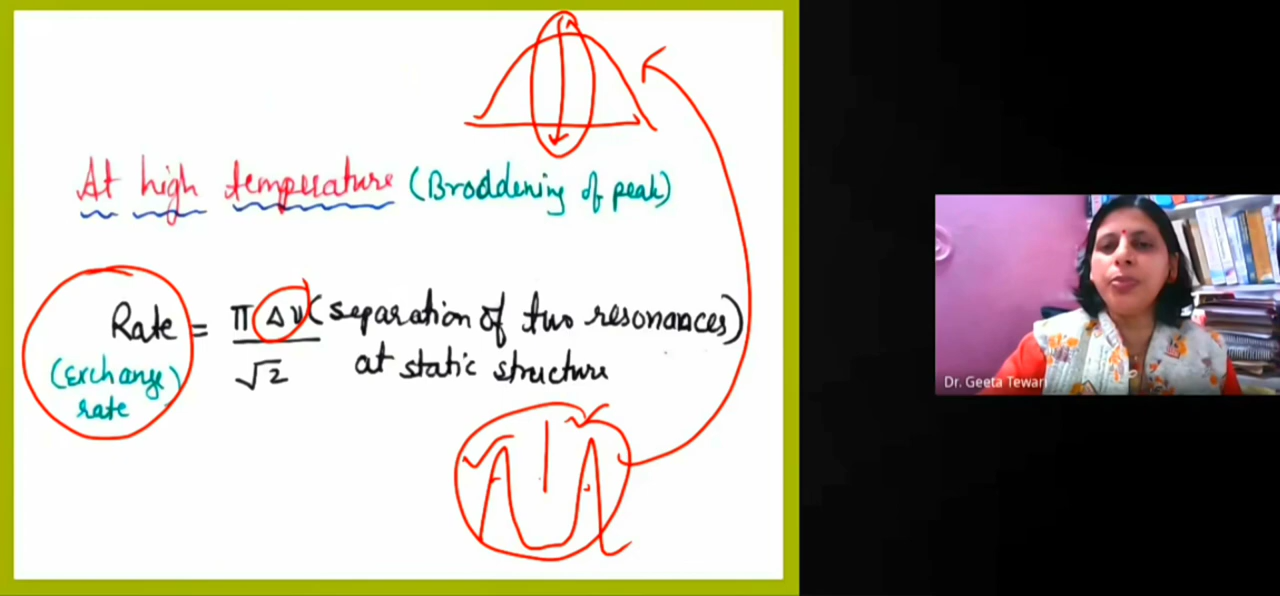 At high temperature (Broddening of peak)
Rate = π Δν (separation of two resonances)
(Exchange) √2 at static structure
rate
Dr. Geeta Tewari